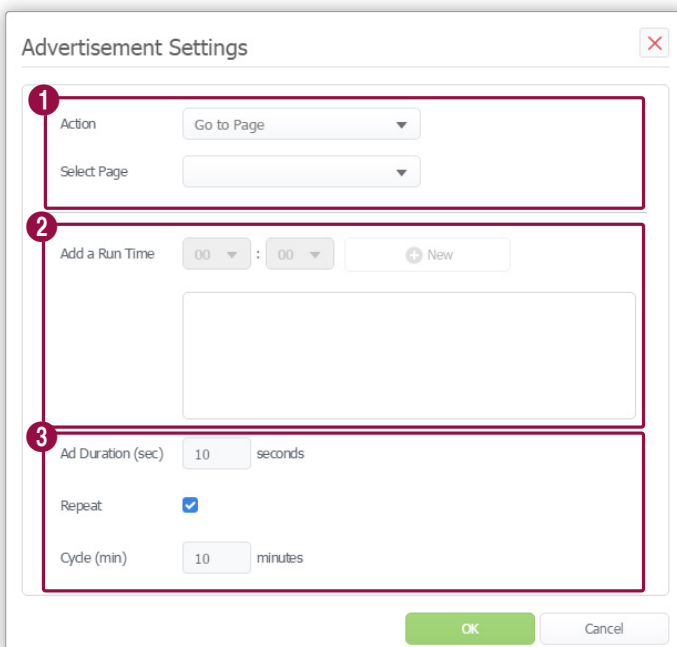 Advertisement Settings
1
Action Go to Page
Select Page
2
Add a Run Time 00 : 00 New
3
Ad Duration (sec) 10 seconds
Repeat
Cycle (min) 10 minutes
OK Cancel